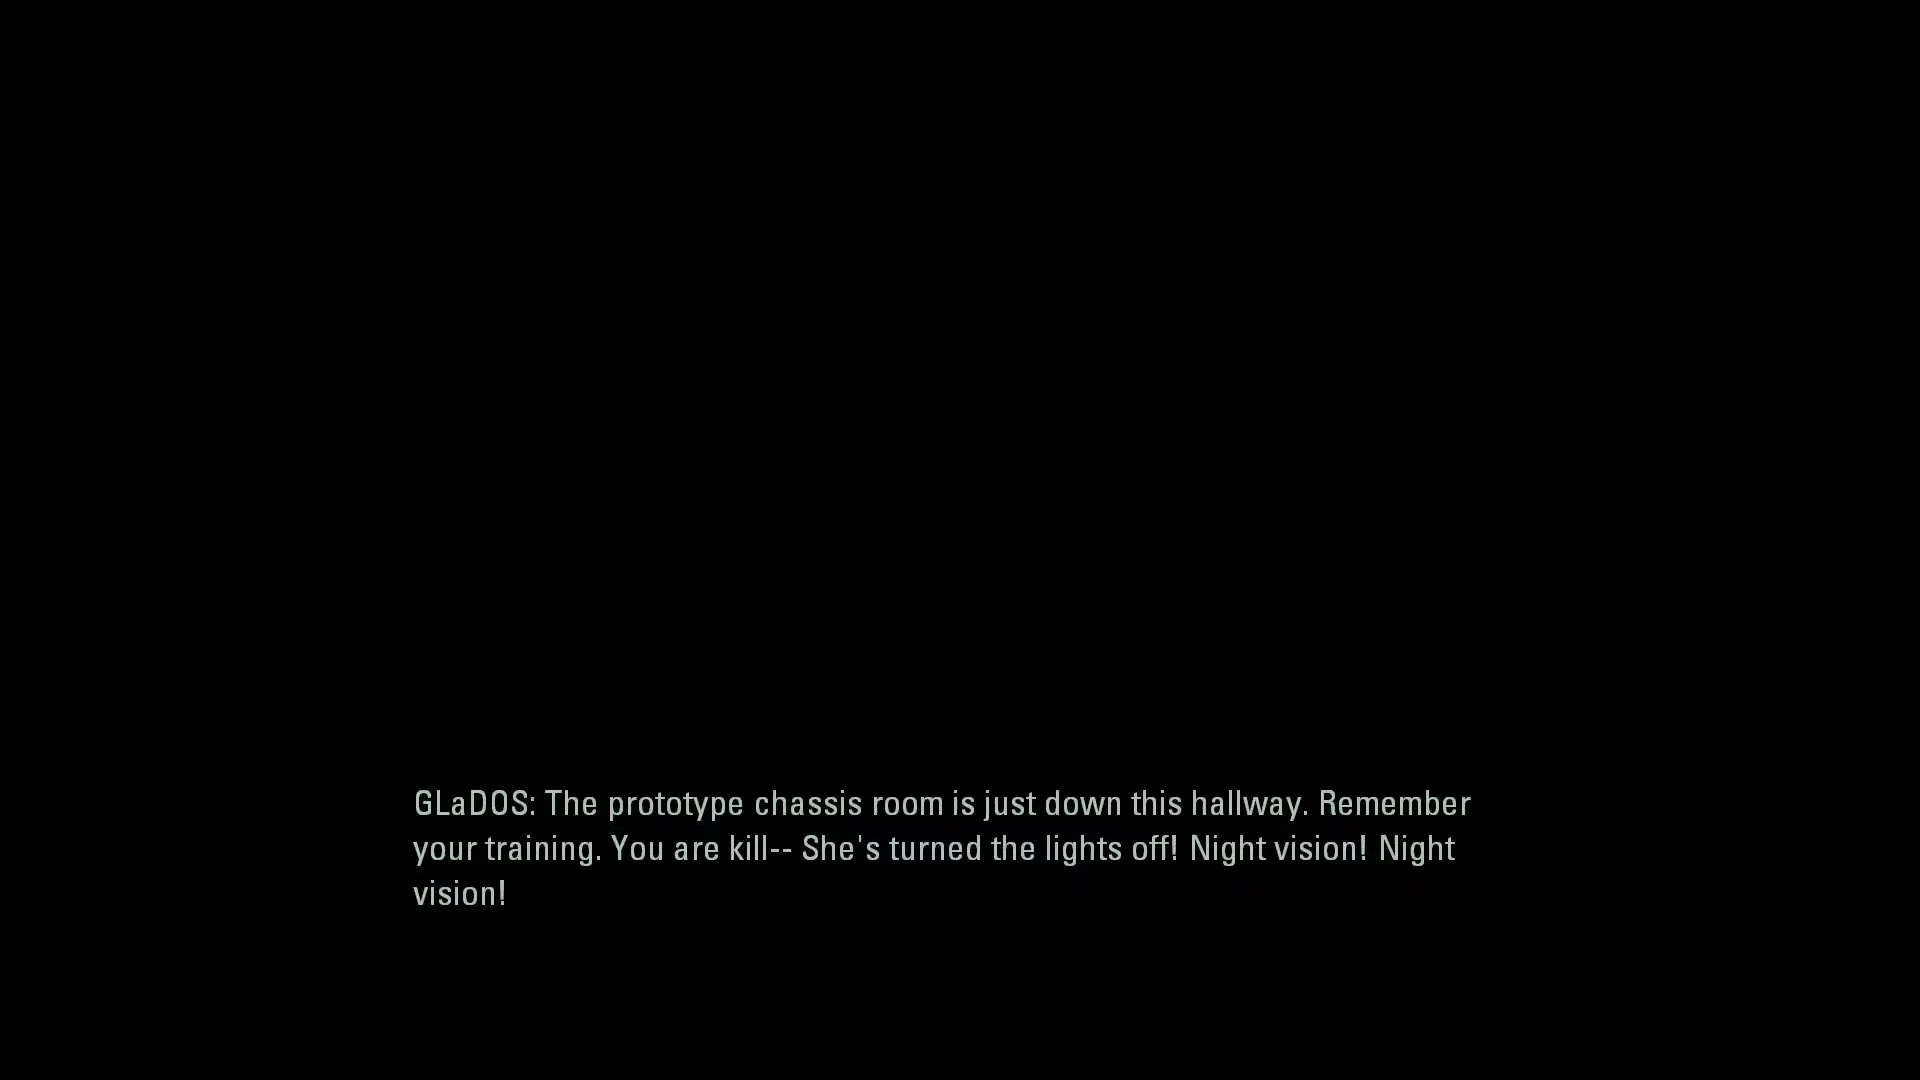 GLaDOS: The prototype chassis room is just down this hallway. Remember
your training. You are kill-- She's turned the lights off! Night vision! Night
vision!